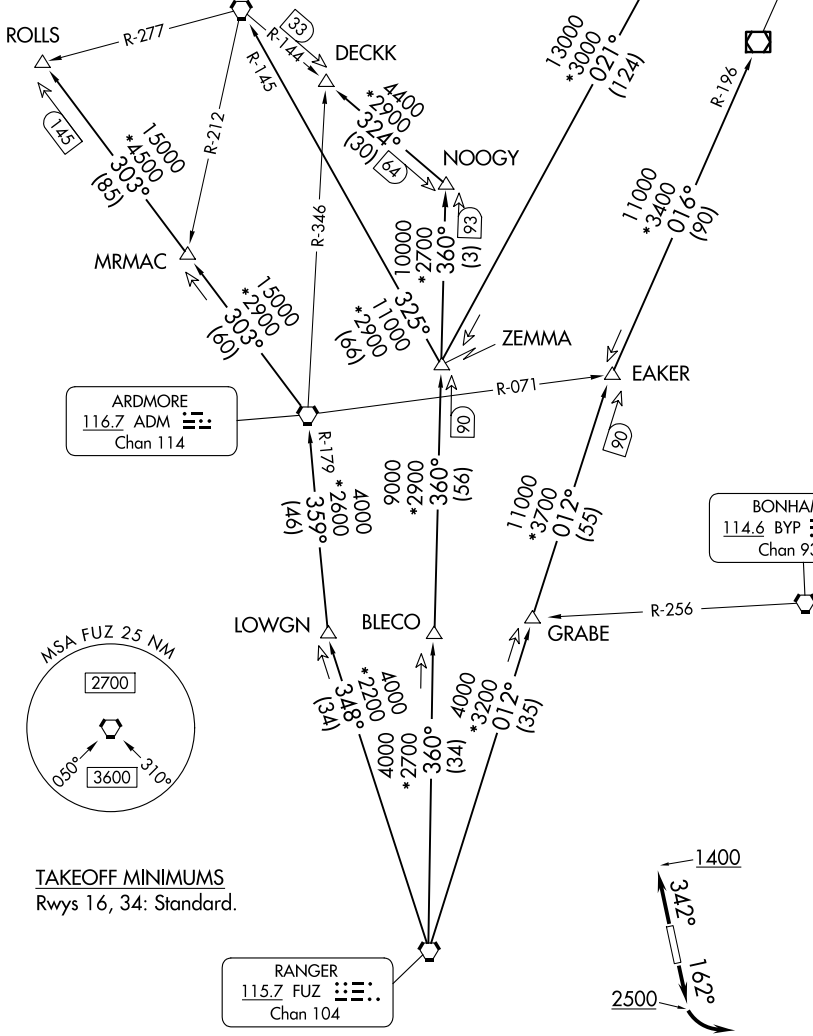 ROLLS
R-277
33
R-144
DECKK
R-145
13000
*3000
021°
(124)
R-196
145
15000
*4500
303°
(85)
R-212
4400
*2900
324°
(30)
64
NOOGY
93
R-346
10000
*2700
360°
(3)
11000
*3400
016°
(90)
MRMAC
15000
*2900
303°
(60)
325°
11000
*2900
(66)
ZEMMA
EAKER
R-071
ARDMORE
116.7 ADM
Chan 114
90
90
R-179
4000
*2600
359°
(46)
9000
*2900
360°
(56)
11000
*3700
012°
(55)
BONHAM
114.6 BYP
Chan 93
R-256
LOWGN
BLECO
GRABE
MSA FUZ 25 NM
2700
050°
3600
310°
4000
*2200
348°
(34)
4000
*2700
360°
(34)
4000
*3200
012°
(35)
TAKEOFF MINIMUMS
Rwys 16, 34: Standard.
1400
342°
162°
2500
RANGER
115.7 FUZ
Chan 104